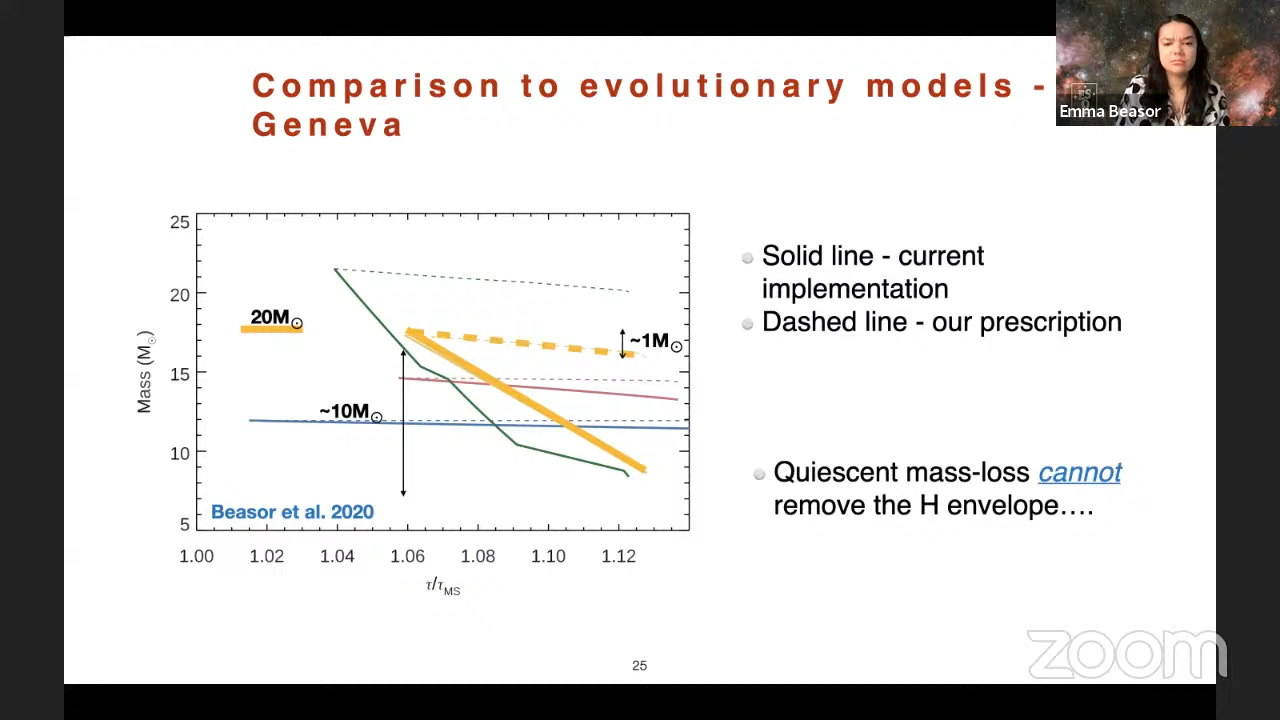 Comparison to evolutionary models -
Geneva
Emma Beasor
25
20
15
10
5
Mass (M☉)
20M☉
~1M☉
~10M☉
Beasor et al. 2020
1.00 1.02 1.04 1.06 1.08 1.10 1.12
τ/τMS
Solid line - current
implementation
Dashed line - our prescription
Quiescent mass-loss cannot
remove the H envelope….
25
zoom